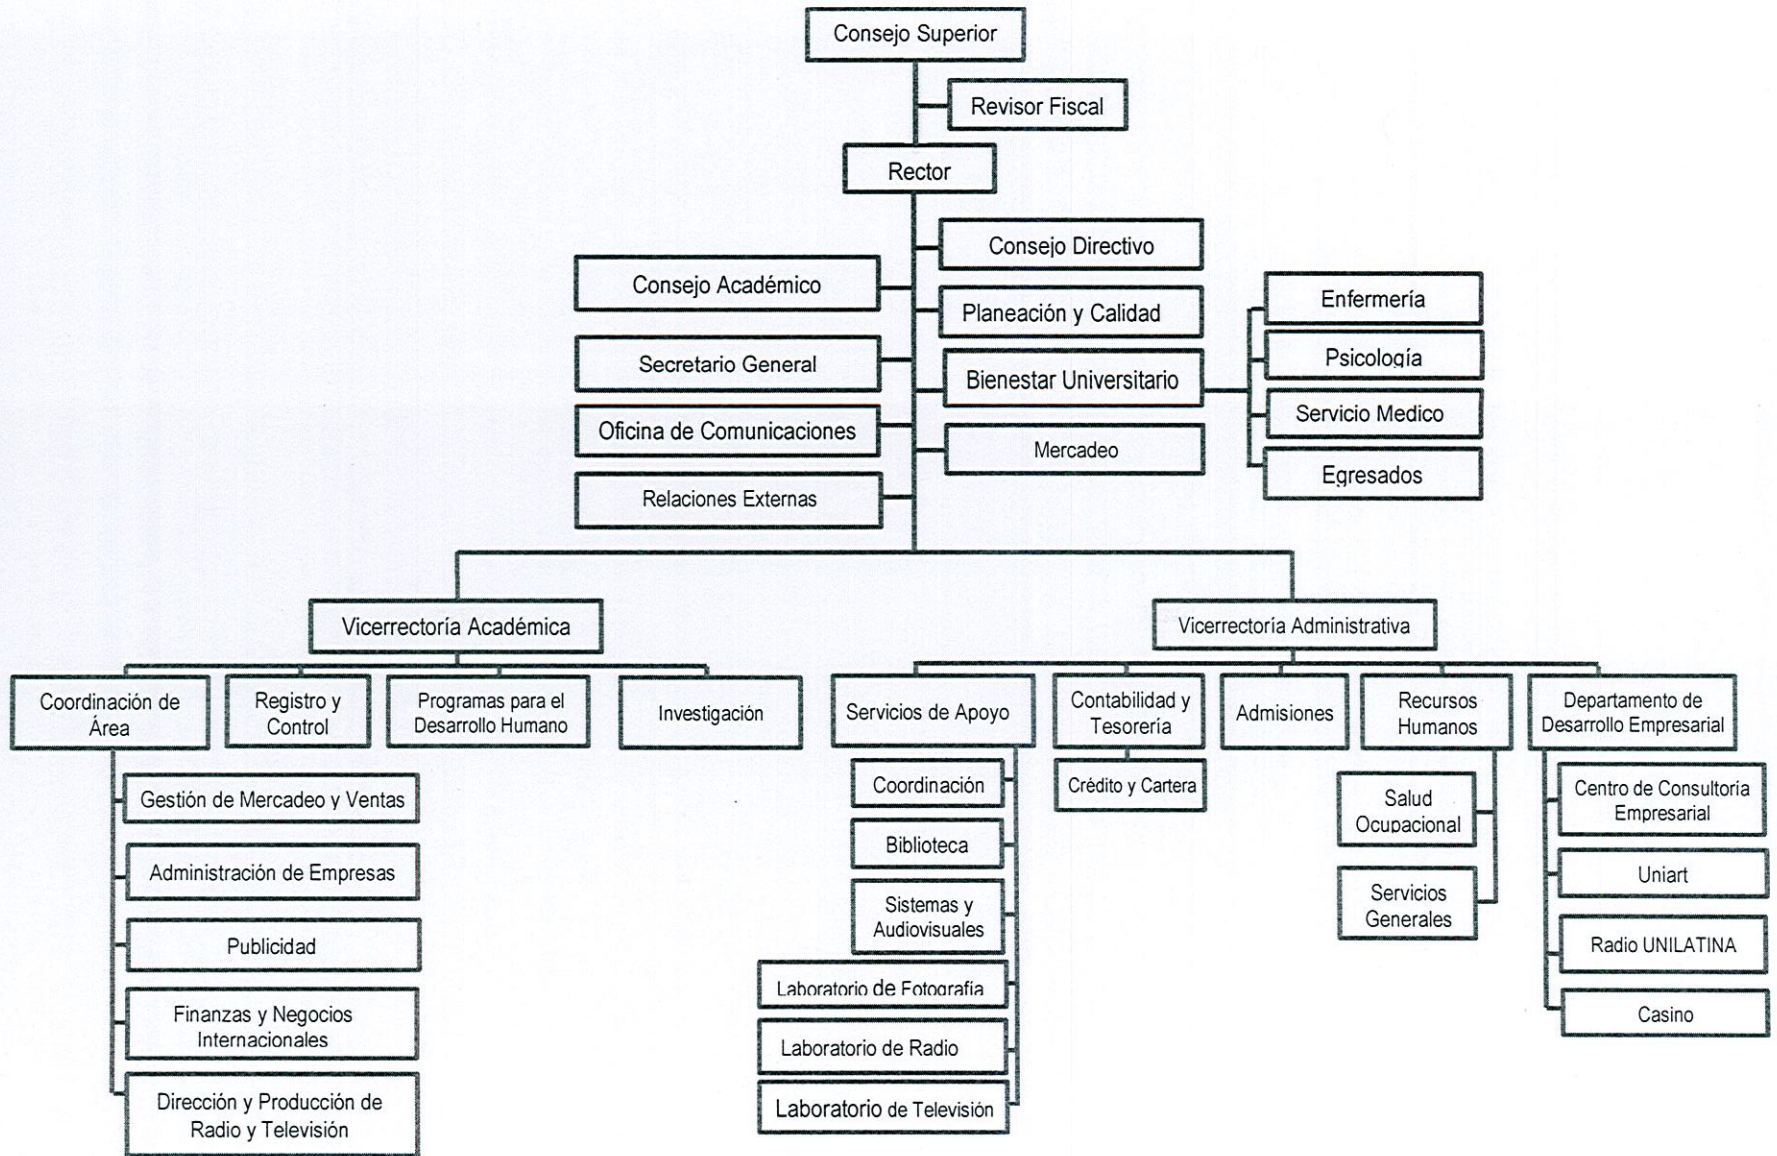 Consejo Superior
Revisor Fiscal
Rector
Consejo Directivo
Consejo Académico
Planeación y Calidad
Secretario General
Bienestar Universitario
Oficina de Comunicaciones
Mercadeo
Relaciones Externas
Enfermería
Psicología
Servicio Medico
Egresados
Vicerrectoría Académica
Vicerrectoría Administrativa
Coordinación de
Área
Registro y
Control
Programas para el
Desarrollo Humano
Investigación
Servicios de Apoyo
Contabilidad y
Tesorería
Admisiones
Recursos
Humanos
Departamento de
Desarrollo Empresarial
Gestión de Mercadeo y Ventas
Administración de Empresas
Publicidad
Finanzas y Negocios
Internacionales
Dirección y Producción de
Radio y Televisión
Coordinación
Biblioteca
Sistemas y
Audiovisuales
Laboratorio de Fotografía
Laboratorio de Radio
Laboratorio de Televisión
Crédito y Cartera
Salud
Ocupacional
Servicios
Generales
Centro de Consultoría
Empresarial
Uniart
Radio UNILATINA
Casino